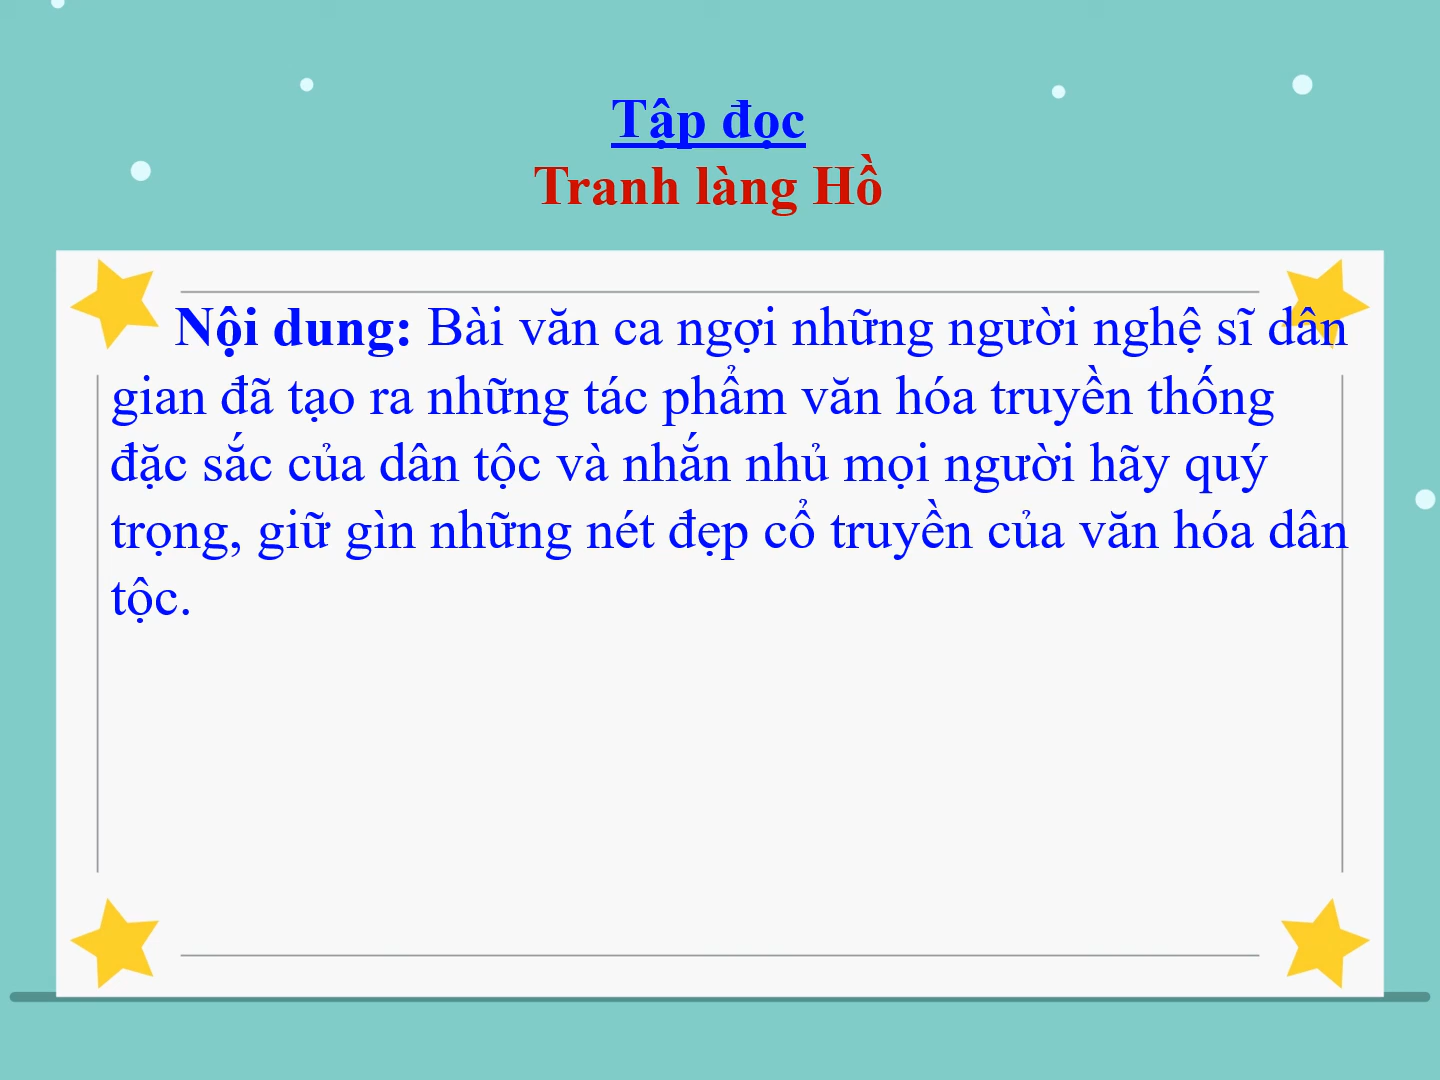 Tập đọc
Tranh làng Hồ
Nội dung: Bài văn ca ngợi những người nghệ sĩ dân
gian đã tạo ra những tác phẩm văn hóa truyền thống
đặc sắc của dân tộc và nhắn nhủ mọi người hãy quý
trọng, giữ gìn những nét đẹp cổ truyền của văn hóa dân
tộc.